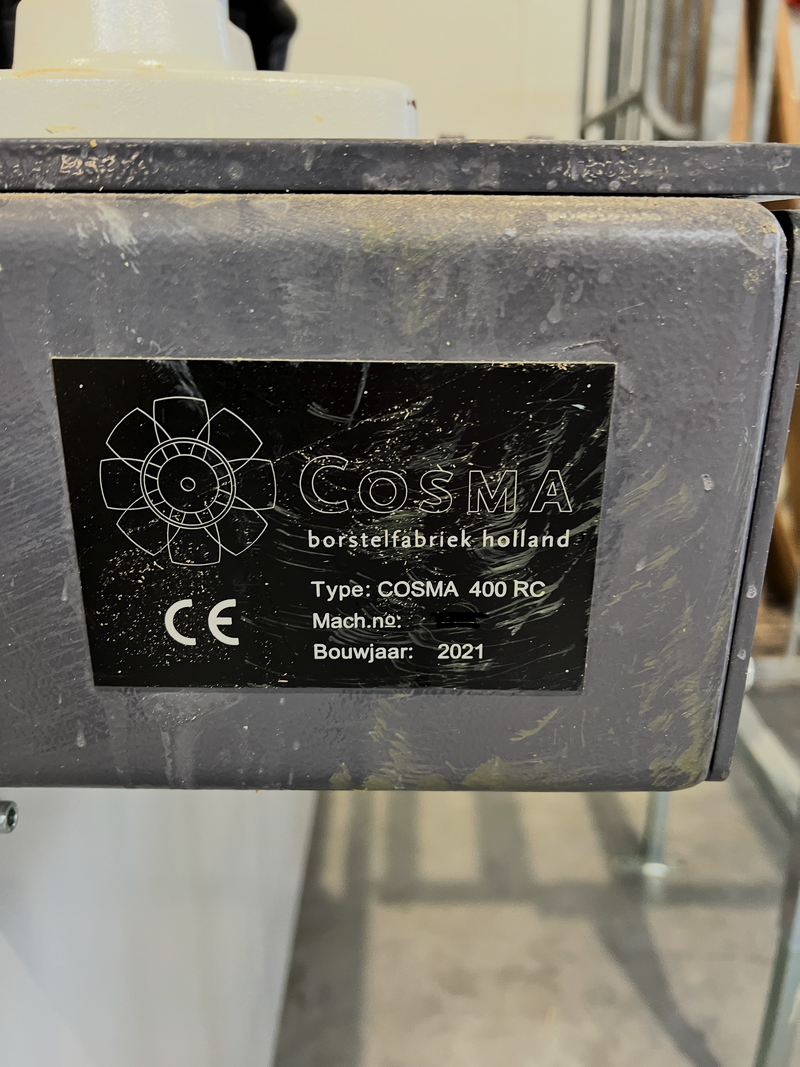 COSMA
borstelfabriek holland
CE
Type: COSMA 400 RC
Mach.nº:
Bouwjaar: 2021